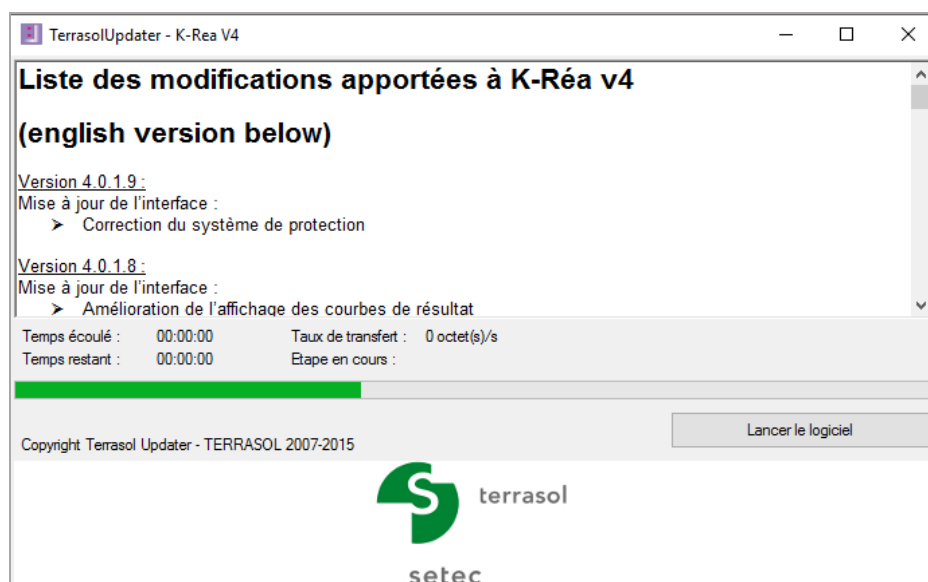 TerrasolUpdater - K-Rea V4
Liste des modifications apportées à K-Réa v4
(english version below)
Version 4.0.1.9 :
Mise à jour de l'interface :
➢ Correction du système de protection
Version 4.0.1.8 :
Mise à jour de l'interface :
➢ Amélioration de l'affichage des courbes de résultat
Temps écoulé : 00:00:00 Taux de transfert : 0 octet(s)/s
Temps restant : 00:00:00 Etape en cours :
Lancer le logiciel
Copyright Terrasol Updater - TERRASOL 2007-2015
terrasol
setec